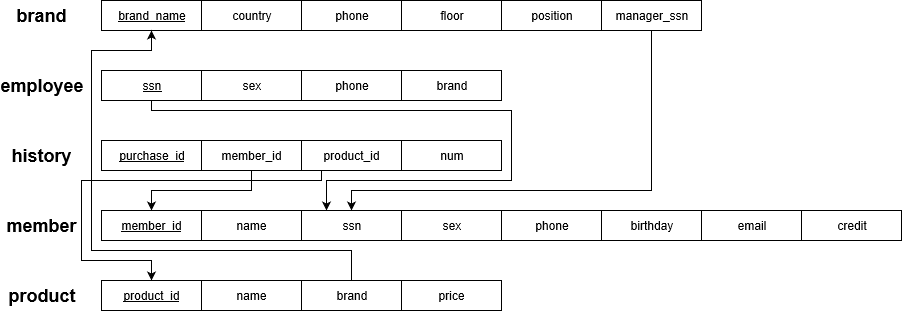 brand brand_name country phone floor position manager_ssn
employee ssn sex phone brand
history purchase_id member_id product_id num
member member_id name ssn sex phone birthday email credit
product product_id name brand price